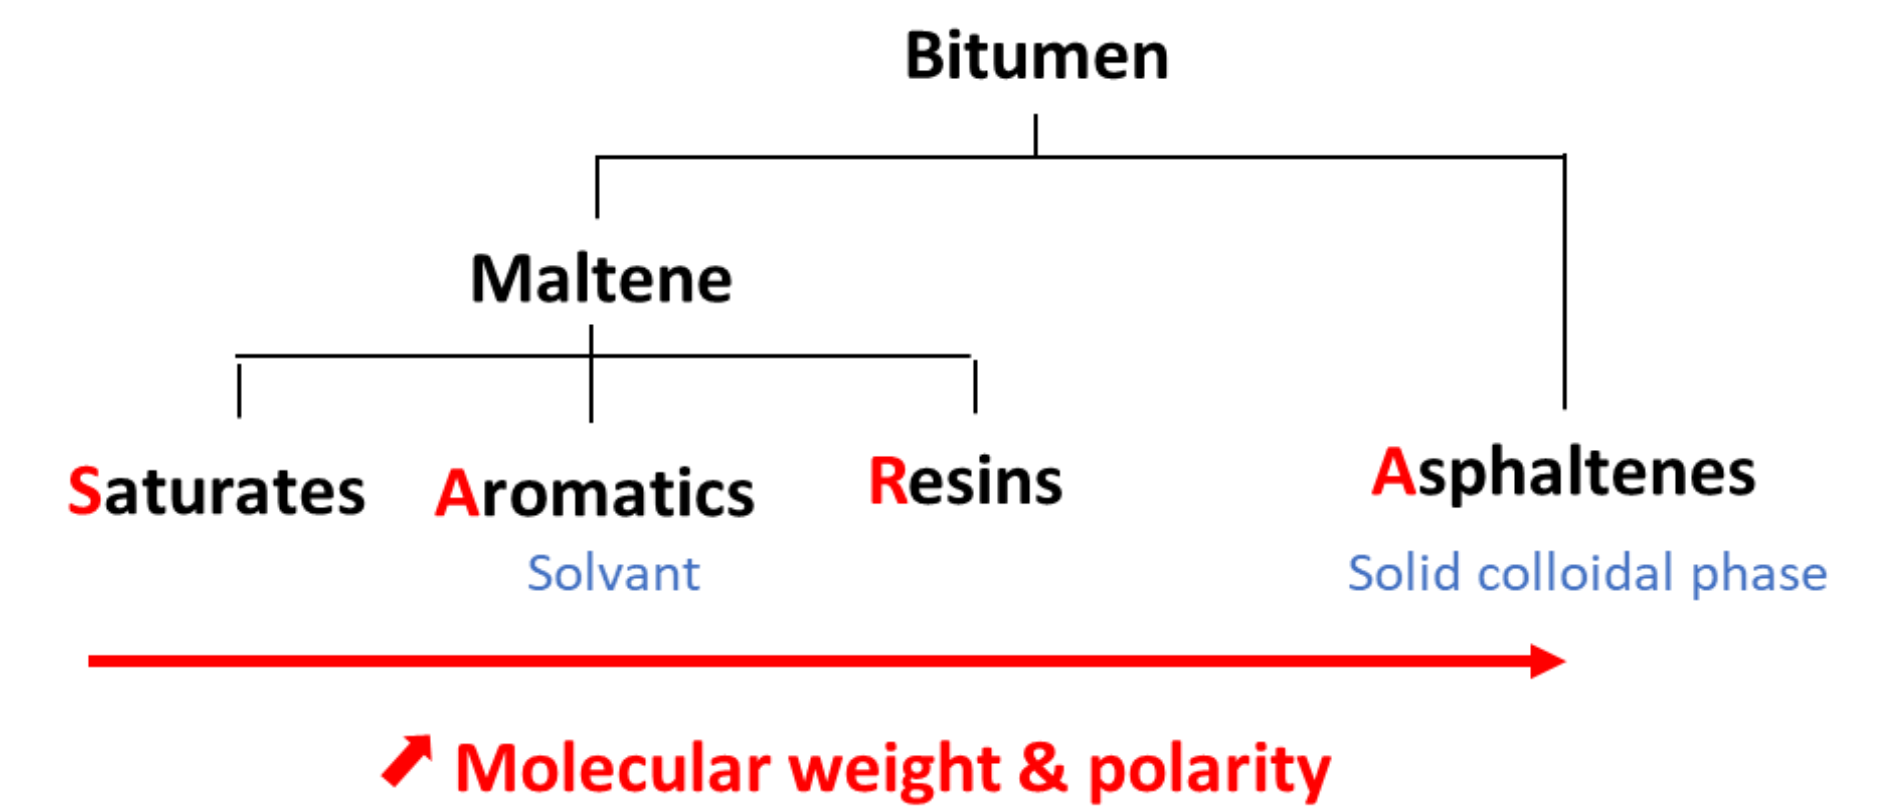 Bitumen
Maltene
Saturates
Aromatics
Resins
Asphaltenes
Solvant
Solid colloidal phase
Molecular weight & polarity